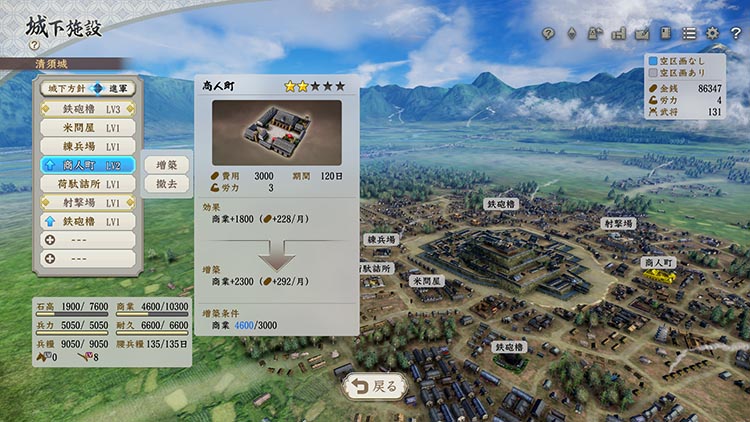 城下施設
?
清須城
城下方針 進軍
鉄砲櫓 LV3
米問屋 LV1
練兵場 LV1
商人町 LV2
荷駄詰所 LV1
射撃場 LV1
鉄砲櫓 LV1
---
---
増築
撤去
商人町
費用 3000 期間 120日
労力 3
効果
商業+1800(+228/月)
増築
+2300(+292/月)
増築条件
商業 4600/3000
石高 1900/ 7600 商業 4600/10300
兵力 5050/ 5050 耐久 6600/ 6600
兵糧 9050/ 9050 腰兵糧 135/135日
0 8
空区画なし
空区画あり
金銭 86347
労力 4
武将 131
鉄砲櫓
射撃場
練兵場
商人町
荷駄詰所
米問屋
鉄砲櫓
戻る